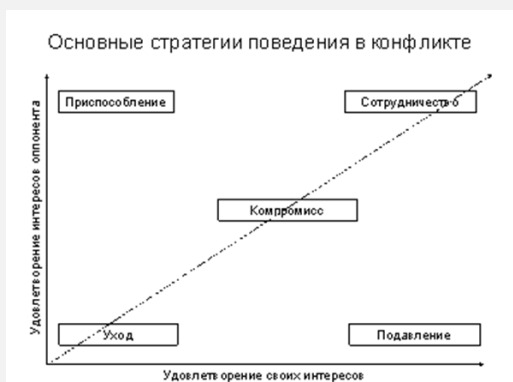 Основные стратегии поведения в конфликте
Удовлетворение интересов оппонента
Приспособление
Сотрудничество
Компромисс
Уход
Подавление
Удовлетворение своих интересов